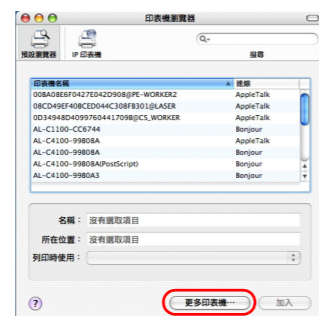 印表機瀏覽器
Q-
預設瀏覽器 IP 印表機 搜尋
印表機名稱 連線
00BA08E6F0427E042D908@PE-WORKER2 AppleTalk
08CD49EF40BCED044C308FB301@LASER AppleTalk
0D34948D4099760441709B@CS_WORKER AppleTalk
AL-C1100-CC6744 Bonjour
AL-C4100-99B08A Bonjour
AL-C4100-99B08A Bonjour
AL-C4100-99B08A(PostScript) Bonjour
AL-C4100-99B0A3 Bonjour
名稱： 沒有選取項目
所在位置： 沒有選取項目
列印時使用：
? 更多印表機⋯ 加入